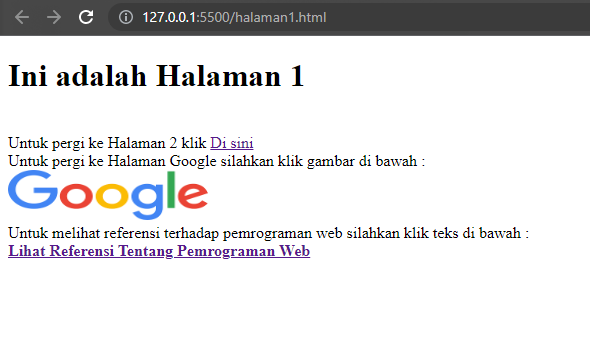 127.0.0.1:5500/halaman1.html
Ini adalah Halaman 1
Untuk pergi ke Halaman 2 klik Di sini
Untuk pergi ke Halaman Google silahkan klik gambar di bawah :
Google
Untuk melihat referensi terhadap pemrograman web silahkan klik teks di bawah :
Lihat Referensi Tentang Pemrograman Web